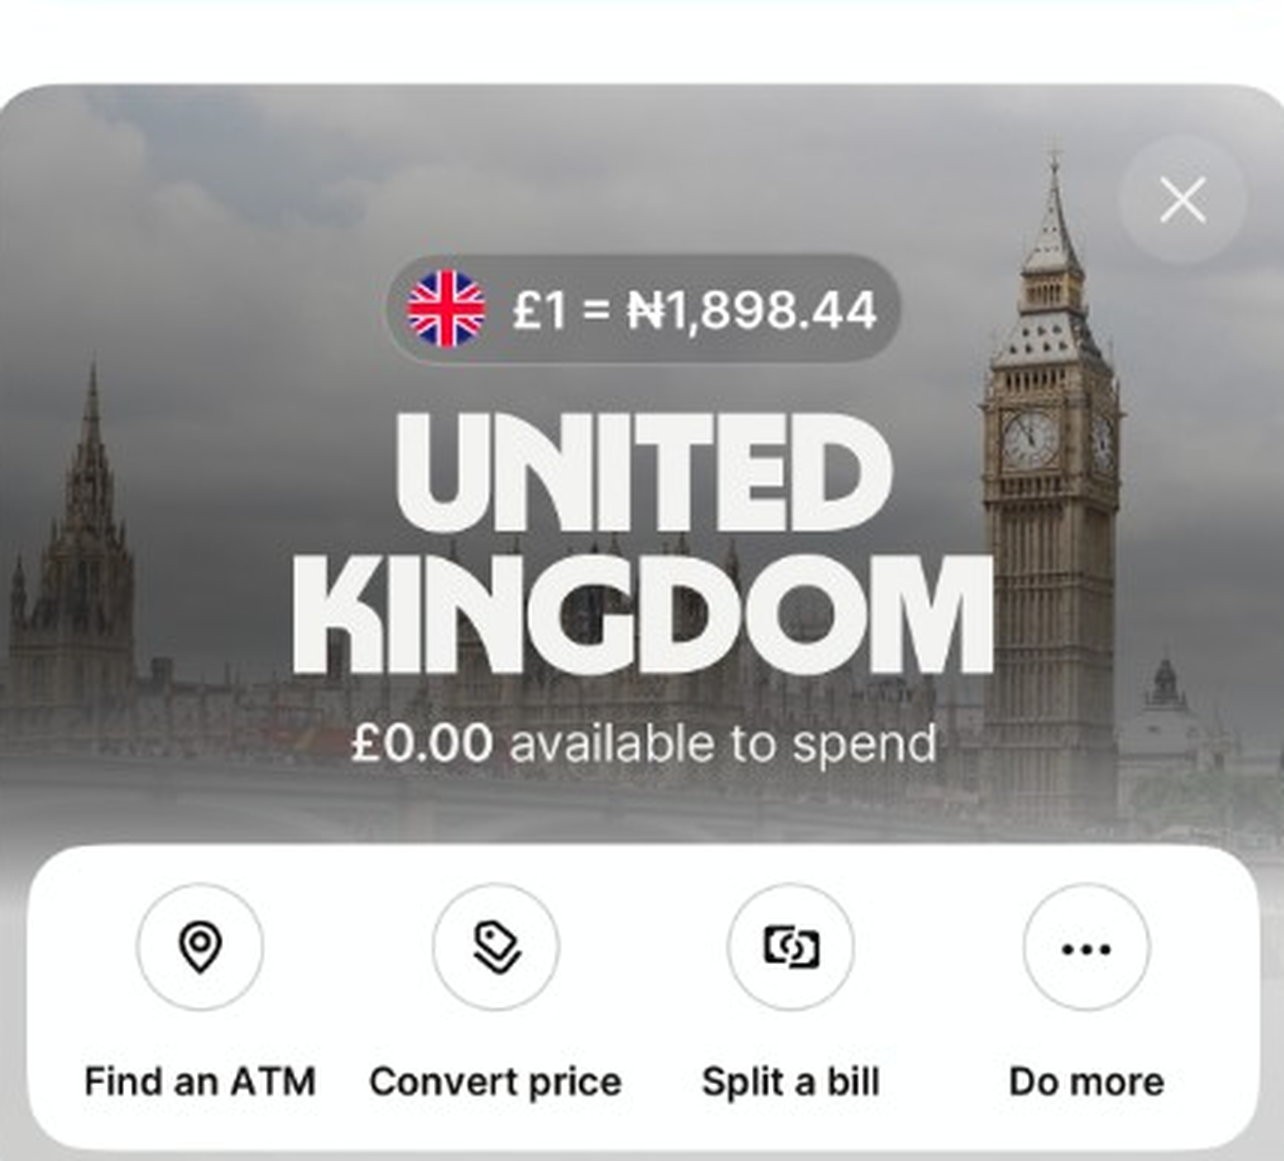 £1 = ₦1,898.44
UNITED
KINGDOM
£0.00 available to spend
Find an ATM
Convert price
Split a bill
Do more